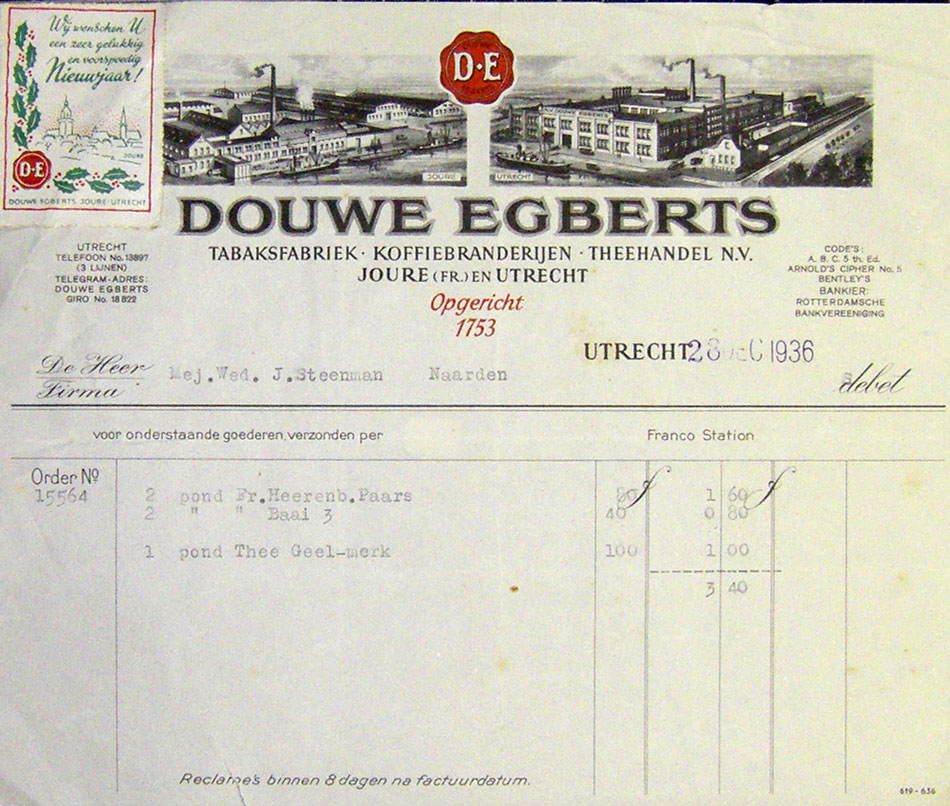 Wij wenschen U
een zeer gelukkig
en voorspoedig
Nieuwjaar!
JOURE
D·E
DOUWE EGBERTS JOURE-UTRECHT
D·E
JOURE
UTRECHT
DOUWE EGBERTS
TABAKSFABRIEK · KOFFIEBRANDERIJEN · THEEHANDEL N.V.
JOURE (FR.) EN UTRECHT
Opgericht
1753
UTRECHT
TELEFOON No. 13897
(3 LIJNEN)
TELEGRAM-ADRES:
DOUWE EGBERTS
GIRO No. 18822
CODE'S:
A. B. C. 5 th. Ed.
ARNOLD'S CIPHER No. 5
BENTLEY'S
BANKIER:
ROTTERDAMSCHE
BANKVEREENIGING
UTRECHT 28 DEC 1936
De Heer
Firma
Mej.Wed. J.Steenman Naarden
debet
voor onderstaande goederen, verzonden per Franco Station
Order No
15564 2 pond Fr.Heerenb.Paars 80 1 60
2 " " Baai 3 40 0 80
1 pond Thee Geel-merk 100 1 00
3 40
Reclame's binnen 8 dagen na factuurdatum.
619 - 636